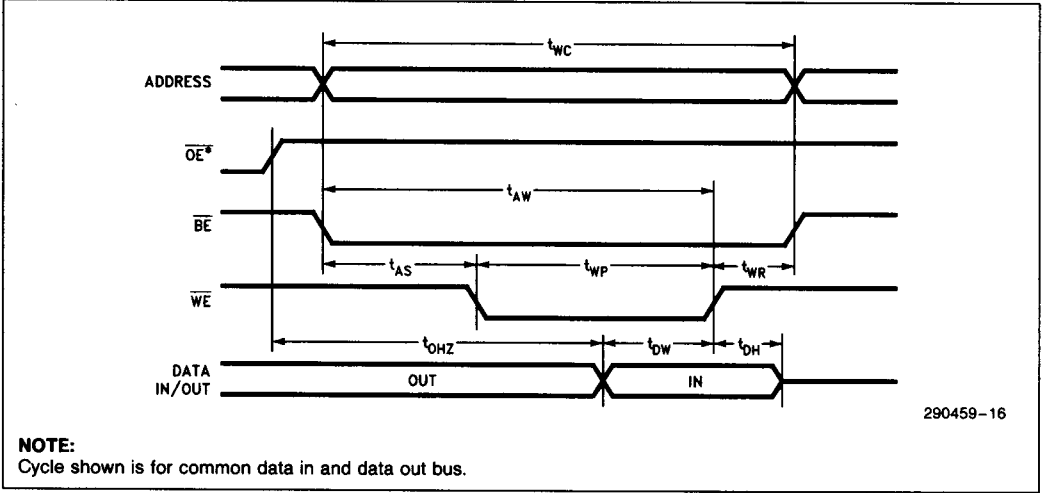 tWC
ADDRESS
OE*
tAW
BE
tAS tWP tWR
WE
tOHZ tDW tDH
DATA
IN/OUT
OUT IN
290459-16
NOTE:
Cycle shown is for common data in and data out bus.